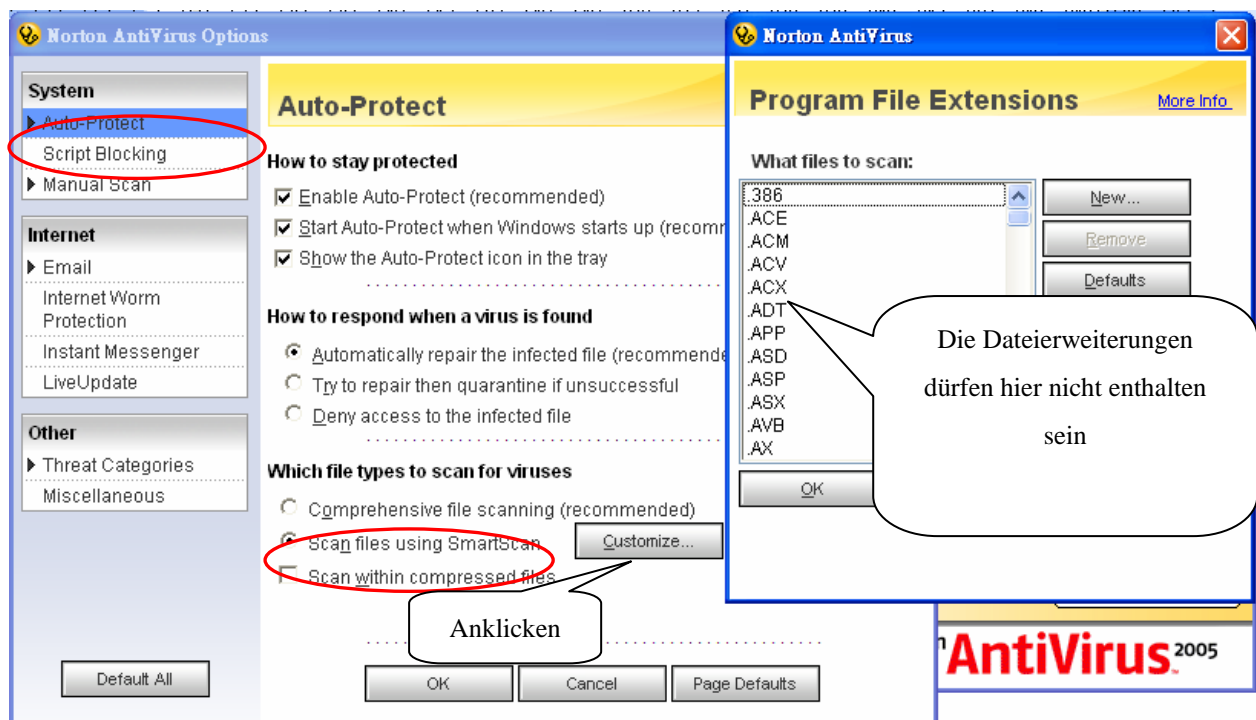 Norton AntiVirus Options
System
Auto-Protect
Script Blocking
Manual Scan
Internet
Email
Internet Worm
Protection
Instant Messenger
LiveUpdate
Other
Threat Categories
Miscellaneous
Default All
Auto-Protect
How to stay protected
Enable Auto-Protect (recommended)
Start Auto-Protect when Windows starts up (recomm
Show the Auto-Protect icon in the tray
How to respond when a virus is found
Automatically repair the infected file (recommende
Try to repair then quarantine if unsuccessful
Deny access to the infected file
Which file types to scan for viruses
Comprehensive file scanning (recommended)
Scan files using SmartScan
Customize...
Scan within compressed files
Anklicken
OK
Cancel
Page Defaults
Norton AntiVirus
Program File Extensions
More Info
What files to scan:
.386
.ACE
.ACM
.ACV
.ACX
.ADT
.APP
.ASD
.ASP
.ASX
.AVB
.AX
New...
Remove
Defaults
OK
Die Dateierweiterungen
dürfen hier nicht enthalten
sein
AntiVirus 2005